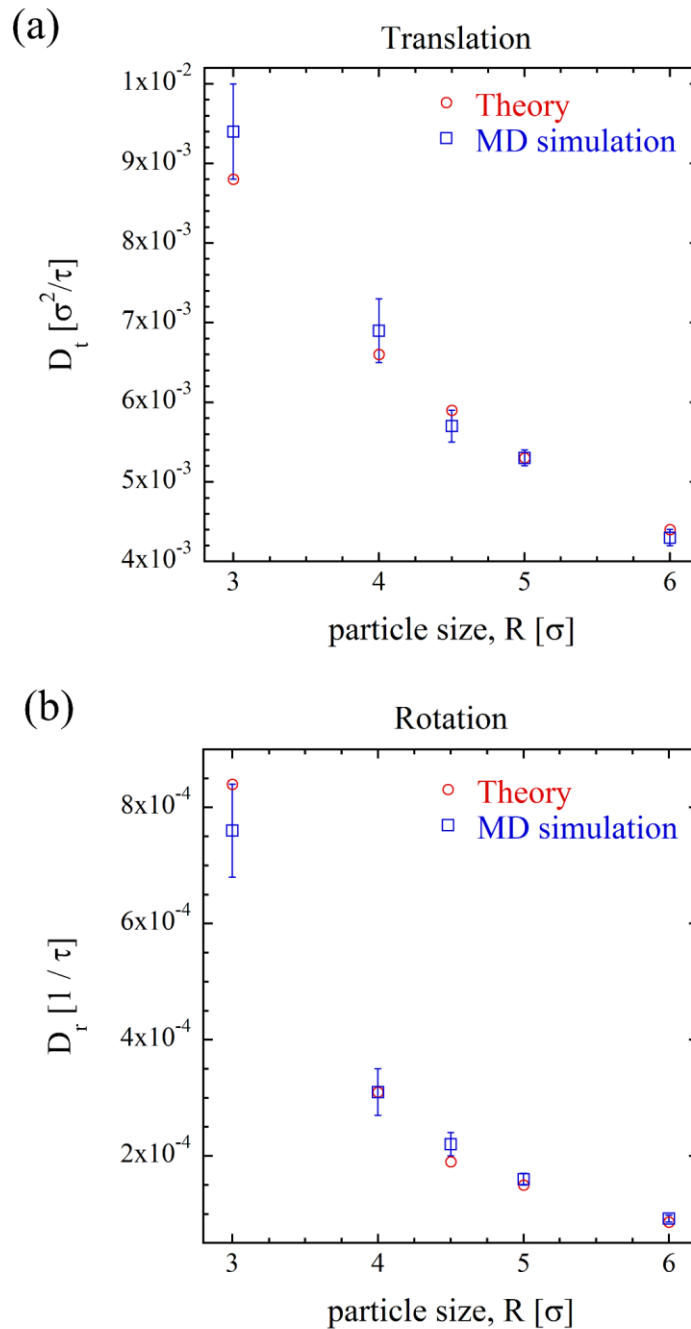 (a)
Translation
Theory
MD simulation
1x10⁻²
9x10⁻³
8x10⁻³
7x10⁻³
6x10⁻³
5x10⁻³
4x10⁻³
Dₜ [σ²/τ]
3 4 5 6
particle size, R [σ]
(b)
Rotation
Theory
MD simulation
8x10⁻⁴
6x10⁻⁴
4x10⁻⁴
2x10⁻⁴
Dᵣ [1 / τ]
3 4 5 6
particle size, R [σ]